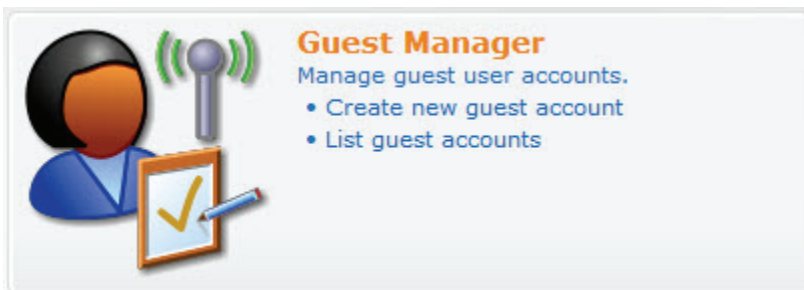 Guest Manager
Manage guest user accounts.
• Create new guest account
• List guest accounts